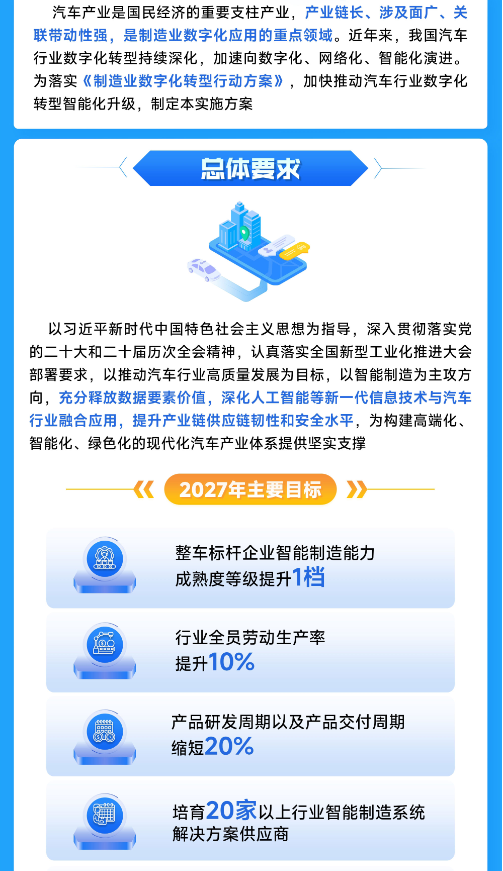 汽车产业是国民经济的重要支柱产业，产业链长、涉及面广、关
联带动性强，是制造业数字化应用的重点领域。近年来，我国汽车
行业数字化转型持续深化，加速向数字化、网络化、智能化演进。
为落实《制造业数字化转型行动方案》，加快推动汽车行业数字化
转型智能化升级，制定本实施方案
总体要求
以习近平新时代中国特色社会主义思想为指导，深入贯彻落实党
的二十大和二十届历次全会精神，认真落实全国新型工业化推进大会
部署要求，以推动汽车行业高质量发展为目标，以智能制造为主攻方
向，充分释放数据要素价值，深化人工智能等新一代信息技术与汽车
行业融合应用，提升产业链供应链韧性和安全水平，为构建高端化、
智能化、绿色化的现代化汽车产业体系提供坚实支撑
2027年主要目标
整车标杆企业智能制造能力
成熟度等级提升1档
行业全员劳动生产率
提升10%
产品研发周期以及产品交付周期
缩短20%
培育20家以上行业智能制造系统
解决方案供应商